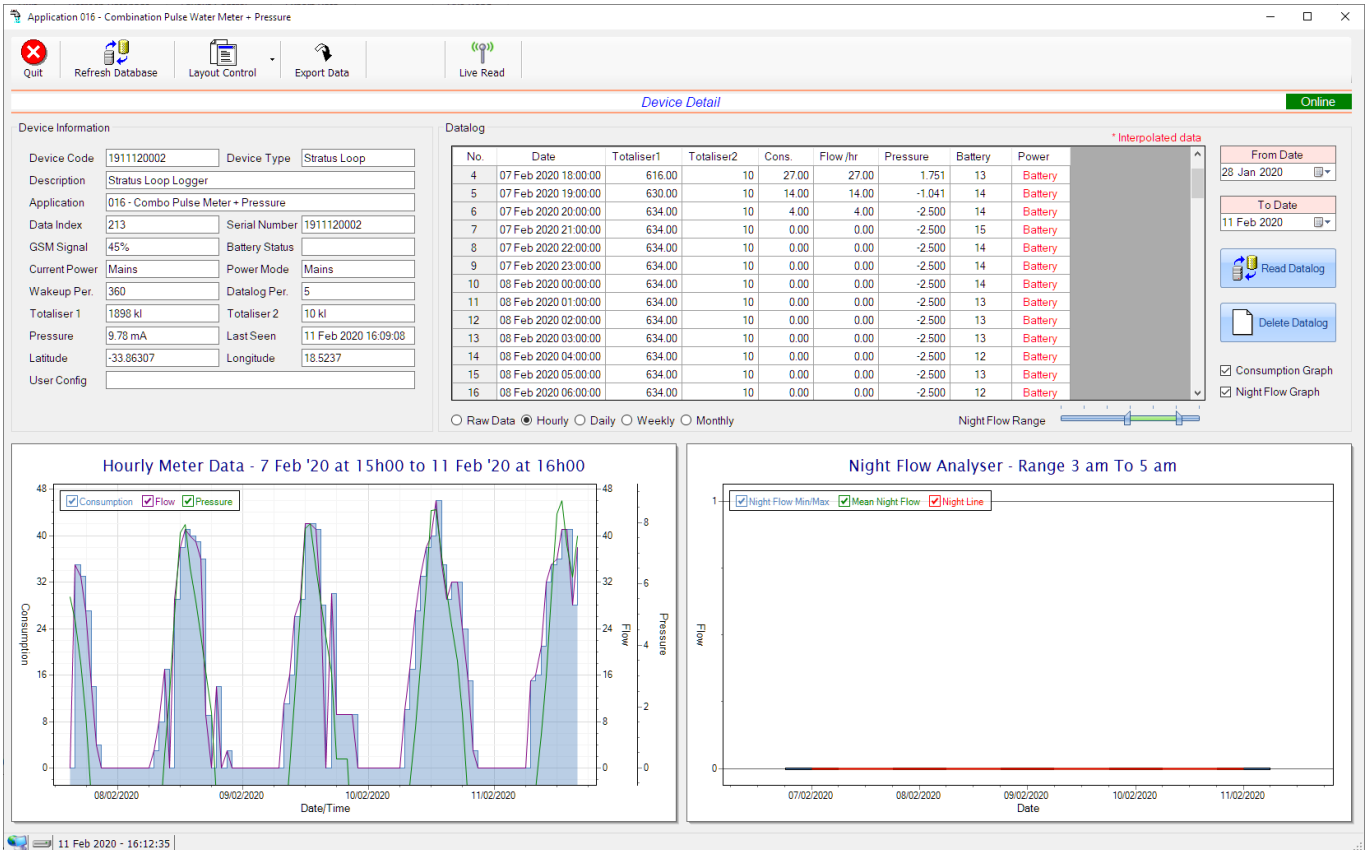 Application 016 - Combination Pulse Water Meter + Pressure
Quit Refresh Database Layout Control Export Data Live Read
Device Detail Online
Device Information
Device Code 1911120002 Device Type Stratus Loop
Description Stratus Loop Logger
Application 016 - Combo Pulse Meter + Pressure
Data Index 213 Serial Number 1911120002
GSM Signal 45% Battery Status
Current Power Mains Power Mode Mains
Wakeup Per. 360 Datalog Per. 5
Totaliser 1 1898 kl Totaliser 2 10 kl
Pressure 9.78 mA Last Seen 11 Feb 2020 16:09:08
Latitude -33.86307 Longitude 18.5237
User Config
Datalog
* Interpolated data
No. Date Totaliser1 Totaliser2 Cons. Flow /hr Pressure Battery Power
4 07 Feb 2020 18:00:00 616.00 10 27.00 27.00 1.751 13 Battery
5 07 Feb 2020 19:00:00 630.00 10 14.00 14.00 -1.041 14 Battery
6 07 Feb 2020 20:00:00 634.00 10 4.00 4.00 -2.500 14 Battery
7 07 Feb 2020 21:00:00 634.00 10 0.00 0.00 -2.500 15 Battery
8 07 Feb 2020 22:00:00 634.00 10 0.00 0.00 -2.500 14 Battery
9 07 Feb 2020 23:00:00 634.00 10 0.00 0.00 -2.500 14 Battery
10 08 Feb 2020 00:00:00 634.00 10 0.00 0.00 -2.500 14 Battery
11 08 Feb 2020 01:00:00 634.00 10 0.00 0.00 -2.500 13 Battery
12 08 Feb 2020 02:00:00 634.00 10 0.00 0.00 -2.500 13 Battery
13 08 Feb 2020 03:00:00 634.00 10 0.00 0.00 -2.500 13 Battery
14 08 Feb 2020 04:00:00 634.00 10 0.00 0.00 -2.500 12 Battery
15 08 Feb 2020 05:00:00 634.00 10 0.00 0.00 -2.500 13 Battery
16 08 Feb 2020 06:00:00 634.00 10 0.00 0.00 -2.500 12 Battery
Raw Data Hourly Daily Weekly Monthly Night Flow Range
From Date
28 Jan 2020
To Date
11 Feb 2020
Read Datalog
Delete Datalog
Consumption Graph
Night Flow Graph
Hourly Meter Data - 7 Feb '20 at 15h00 to 11 Feb '20 at 16h00
Consumption Flow Pressure
48 48
40 40 8
32 32 6
24 24 4
16 16 2
8 8
0 0 0
Consumption
Flow
Pressure
08/02/2020 09/02/2020 10/02/2020 11/02/2020
Date/Time
Night Flow Analyser - Range 3 am To 5 am
Night Flow Min/Max Mean Night Flow Night Line
1
Flow
0
07/02/2020 08/02/2020 09/02/2020 10/02/2020 11/02/2020
Date
11 Feb 2020 - 16:12:35